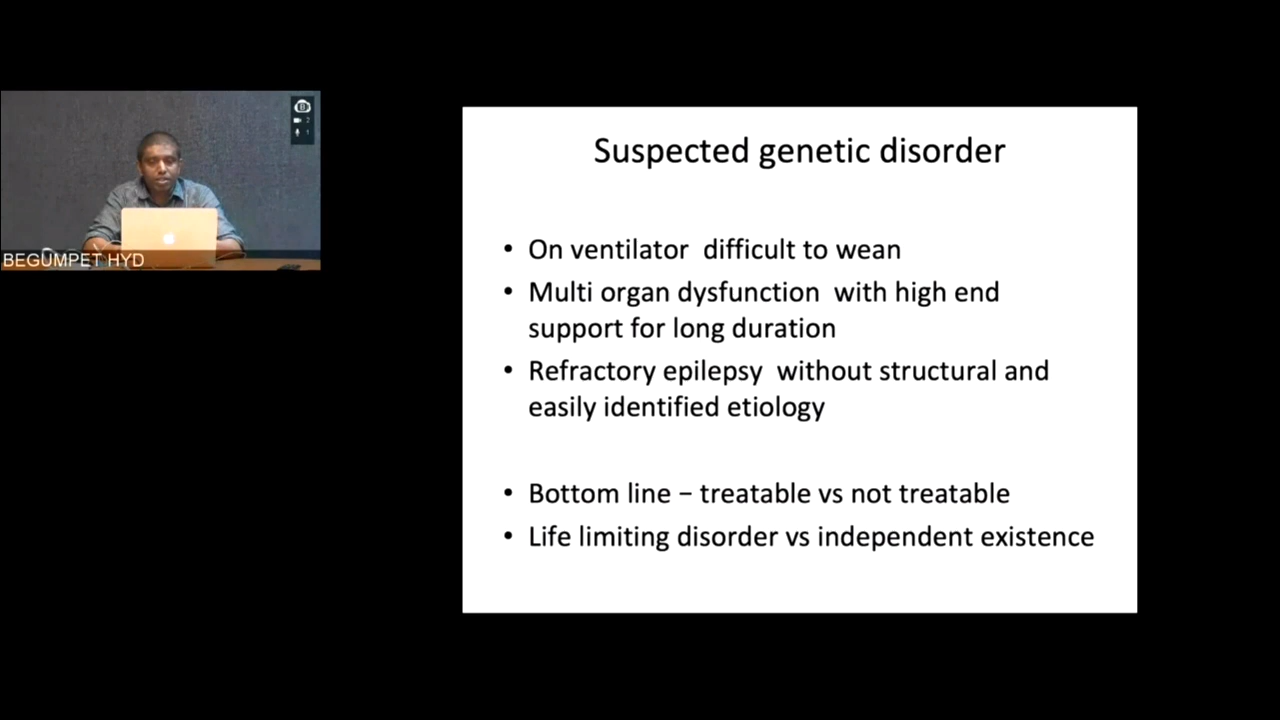 BEGUMPET HYD
Suspected genetic disorder
• On ventilator difficult to wean
• Multi organ dysfunction with high end
support for long duration
• Refractory epilepsy without structural and
easily identified etiology
• Bottom line – treatable vs not treatable
• Life limiting disorder vs independent existence